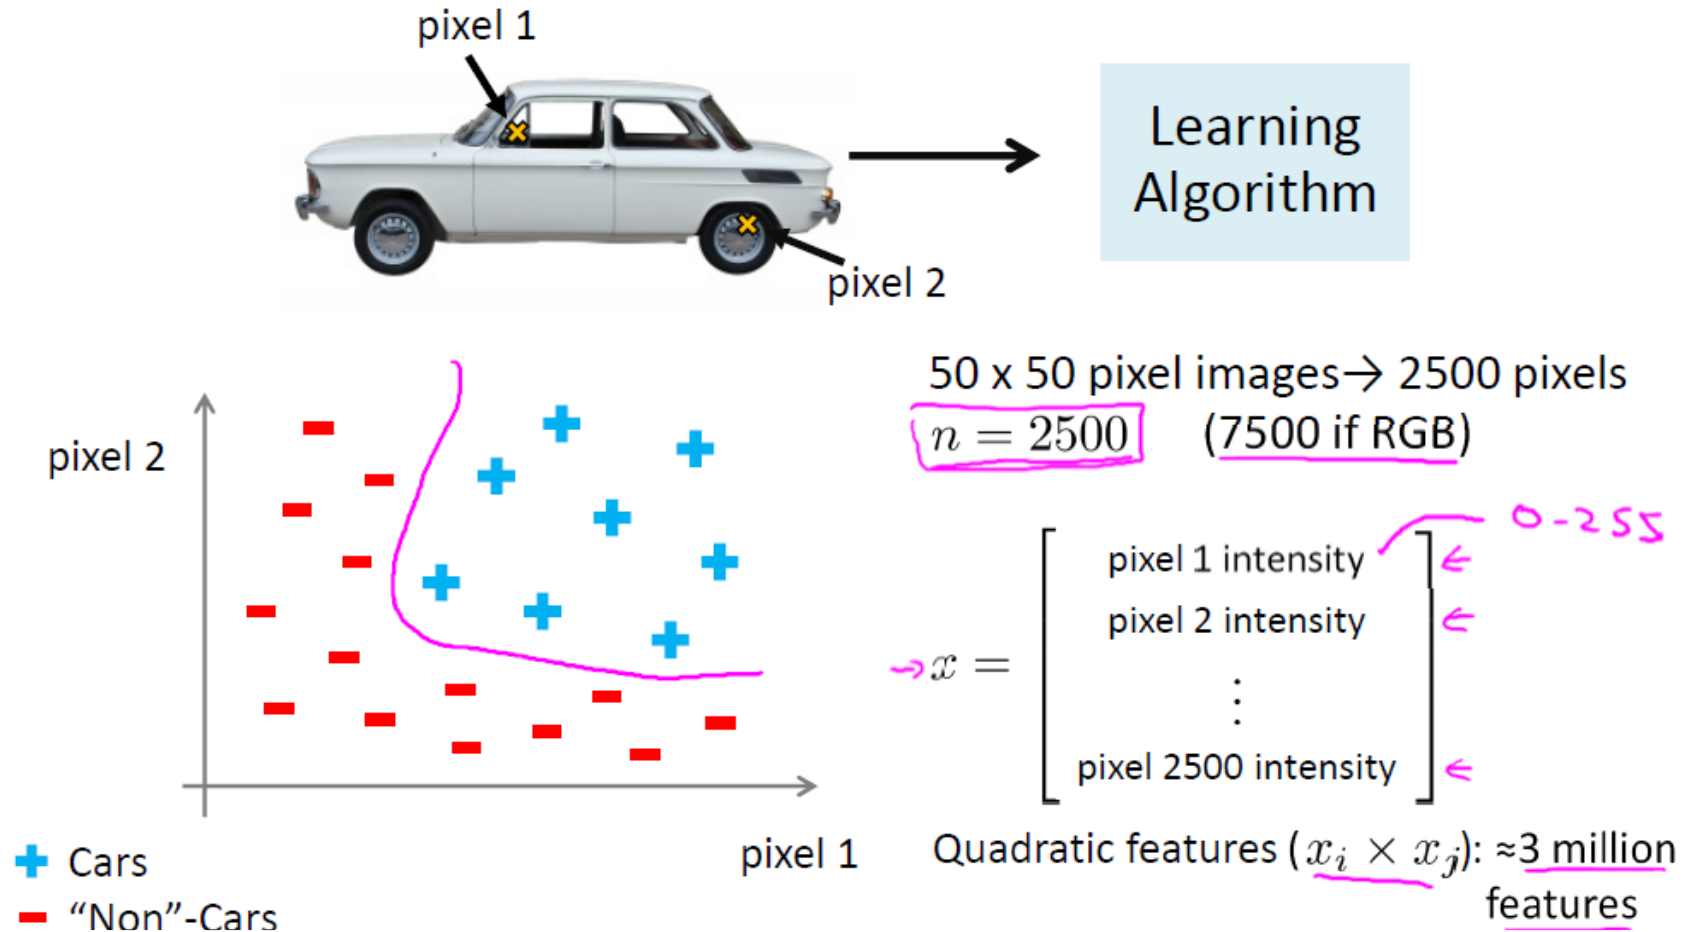 pixel 1
Learning
Algorithm
pixel 2
50 x 50 pixel images→ 2500 pixels
n = 2500 (7500 if RGB)
pixel 2
0-255
pixel 1 intensity
pixel 2 intensity
x =
⋮
pixel 2500 intensity
pixel 1
Quadratic features (xᵢ × xⱼ): ≈3 million
features
Cars
“Non”-Cars